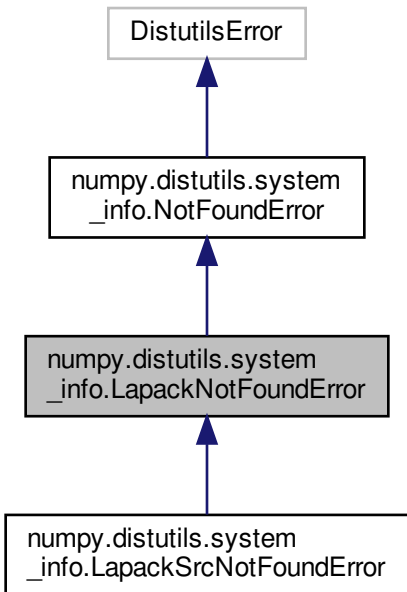 DistutilsError
numpy.distutils.system
_info.NotFoundError
numpy.distutils.system
_info.LapackNotFoundError
numpy.distutils.system
_info.LapackSrcNotFoundError